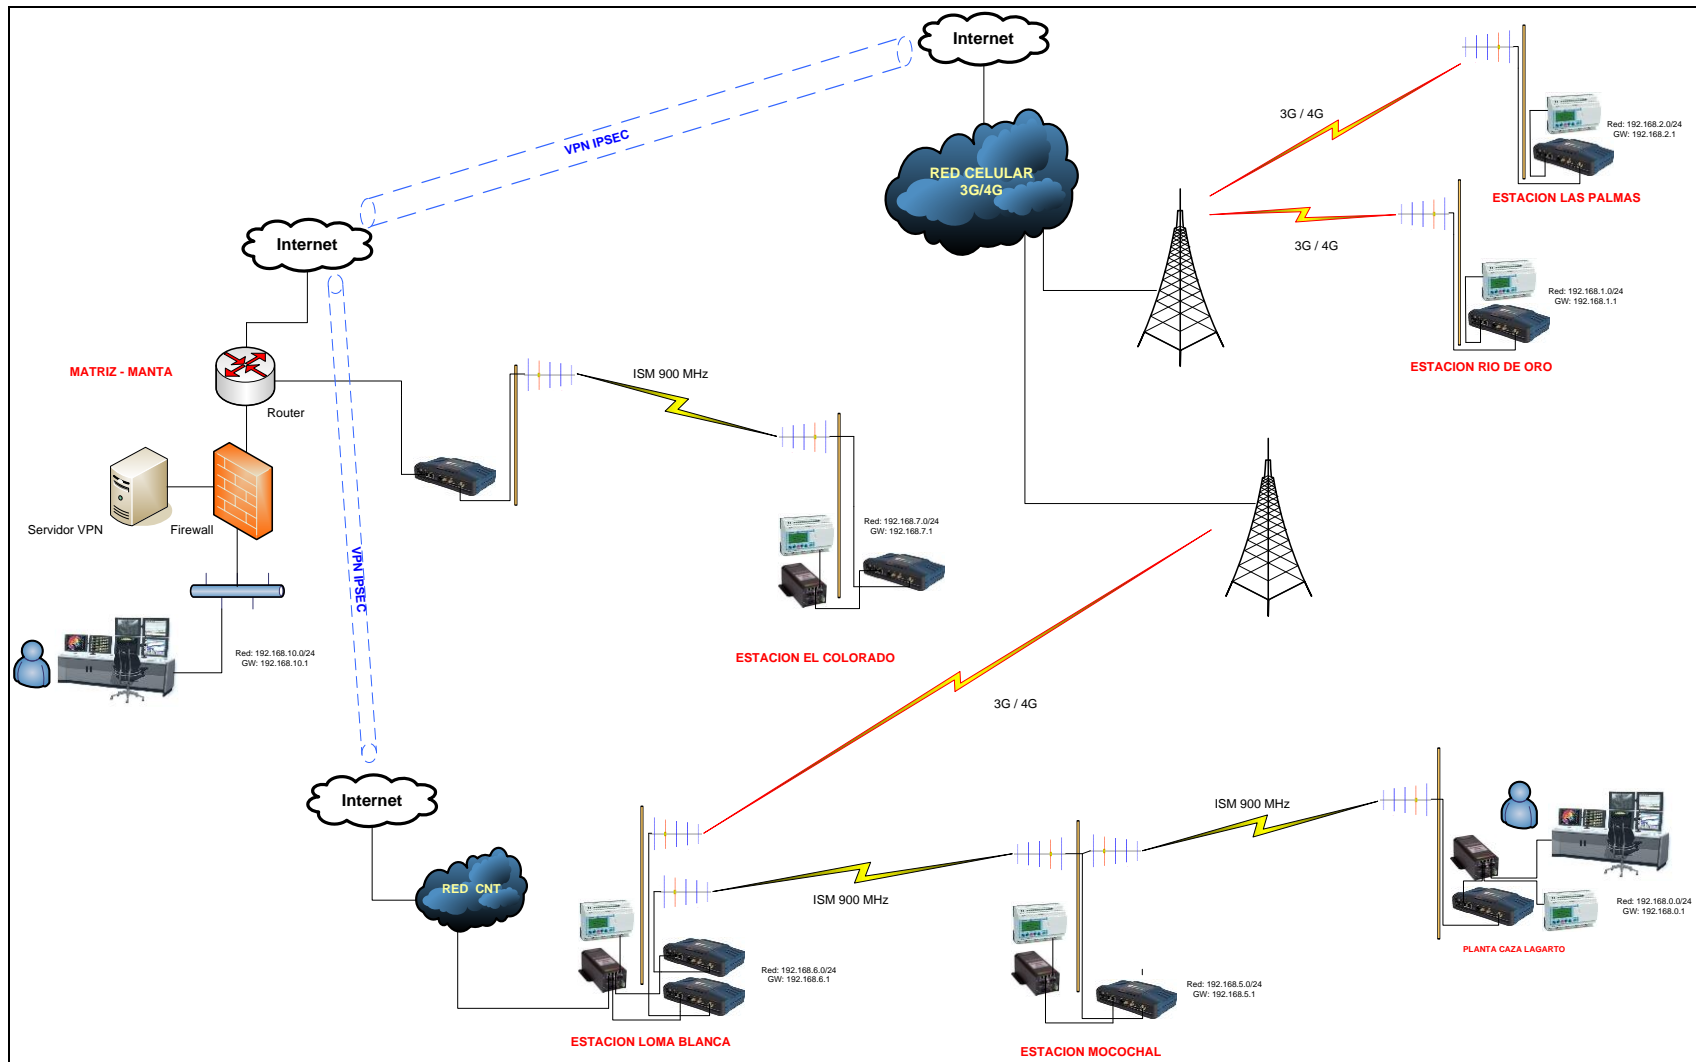 Internet
VPN IPSEC
RED CELULAR
3G/4G
3G / 4G
Red: 192.168.2.0/24
GW: 192.168.2.1
ESTACION LAS PALMAS
3G / 4G
Red: 192.168.1.0/24
GW: 192.168.1.1
ESTACION RIO DE ORO
Internet
MATRIZ - MANTA
Router
ISM 900 MHz
Servidor VPN
Firewall
VPN IPSEC
Red: 192.168.7.0/24
GW: 192.168.7.1
ESTACION EL COLORADO
Red: 192.168.10.0/24
GW: 192.168.10.1
3G / 4G
Internet
RED CNT
ISM 900 MHz
ISM 900 MHz
Red: 192.168.0.0/24
GW: 192.168.0.1
PLANTA CAZA LAGARTO
Red: 192.168.6.0/24
GW: 192.168.6.1
Red: 192.168.5.0/24
GW: 192.168.5.1
ESTACION LOMA BLANCA
ESTACION MOCOCHAL